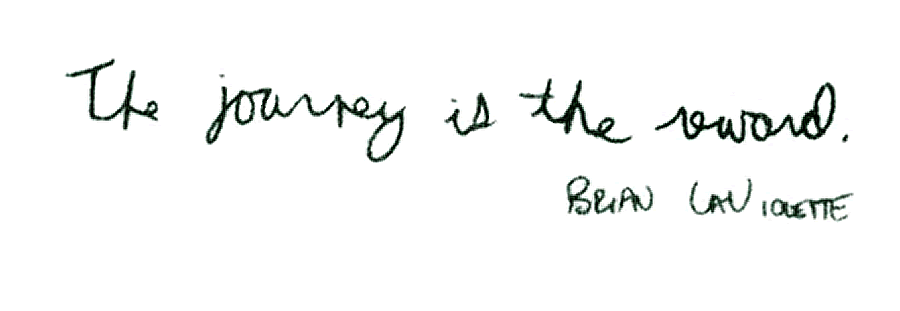 The journey is the reward.
BRIAN LAVIOLETTE